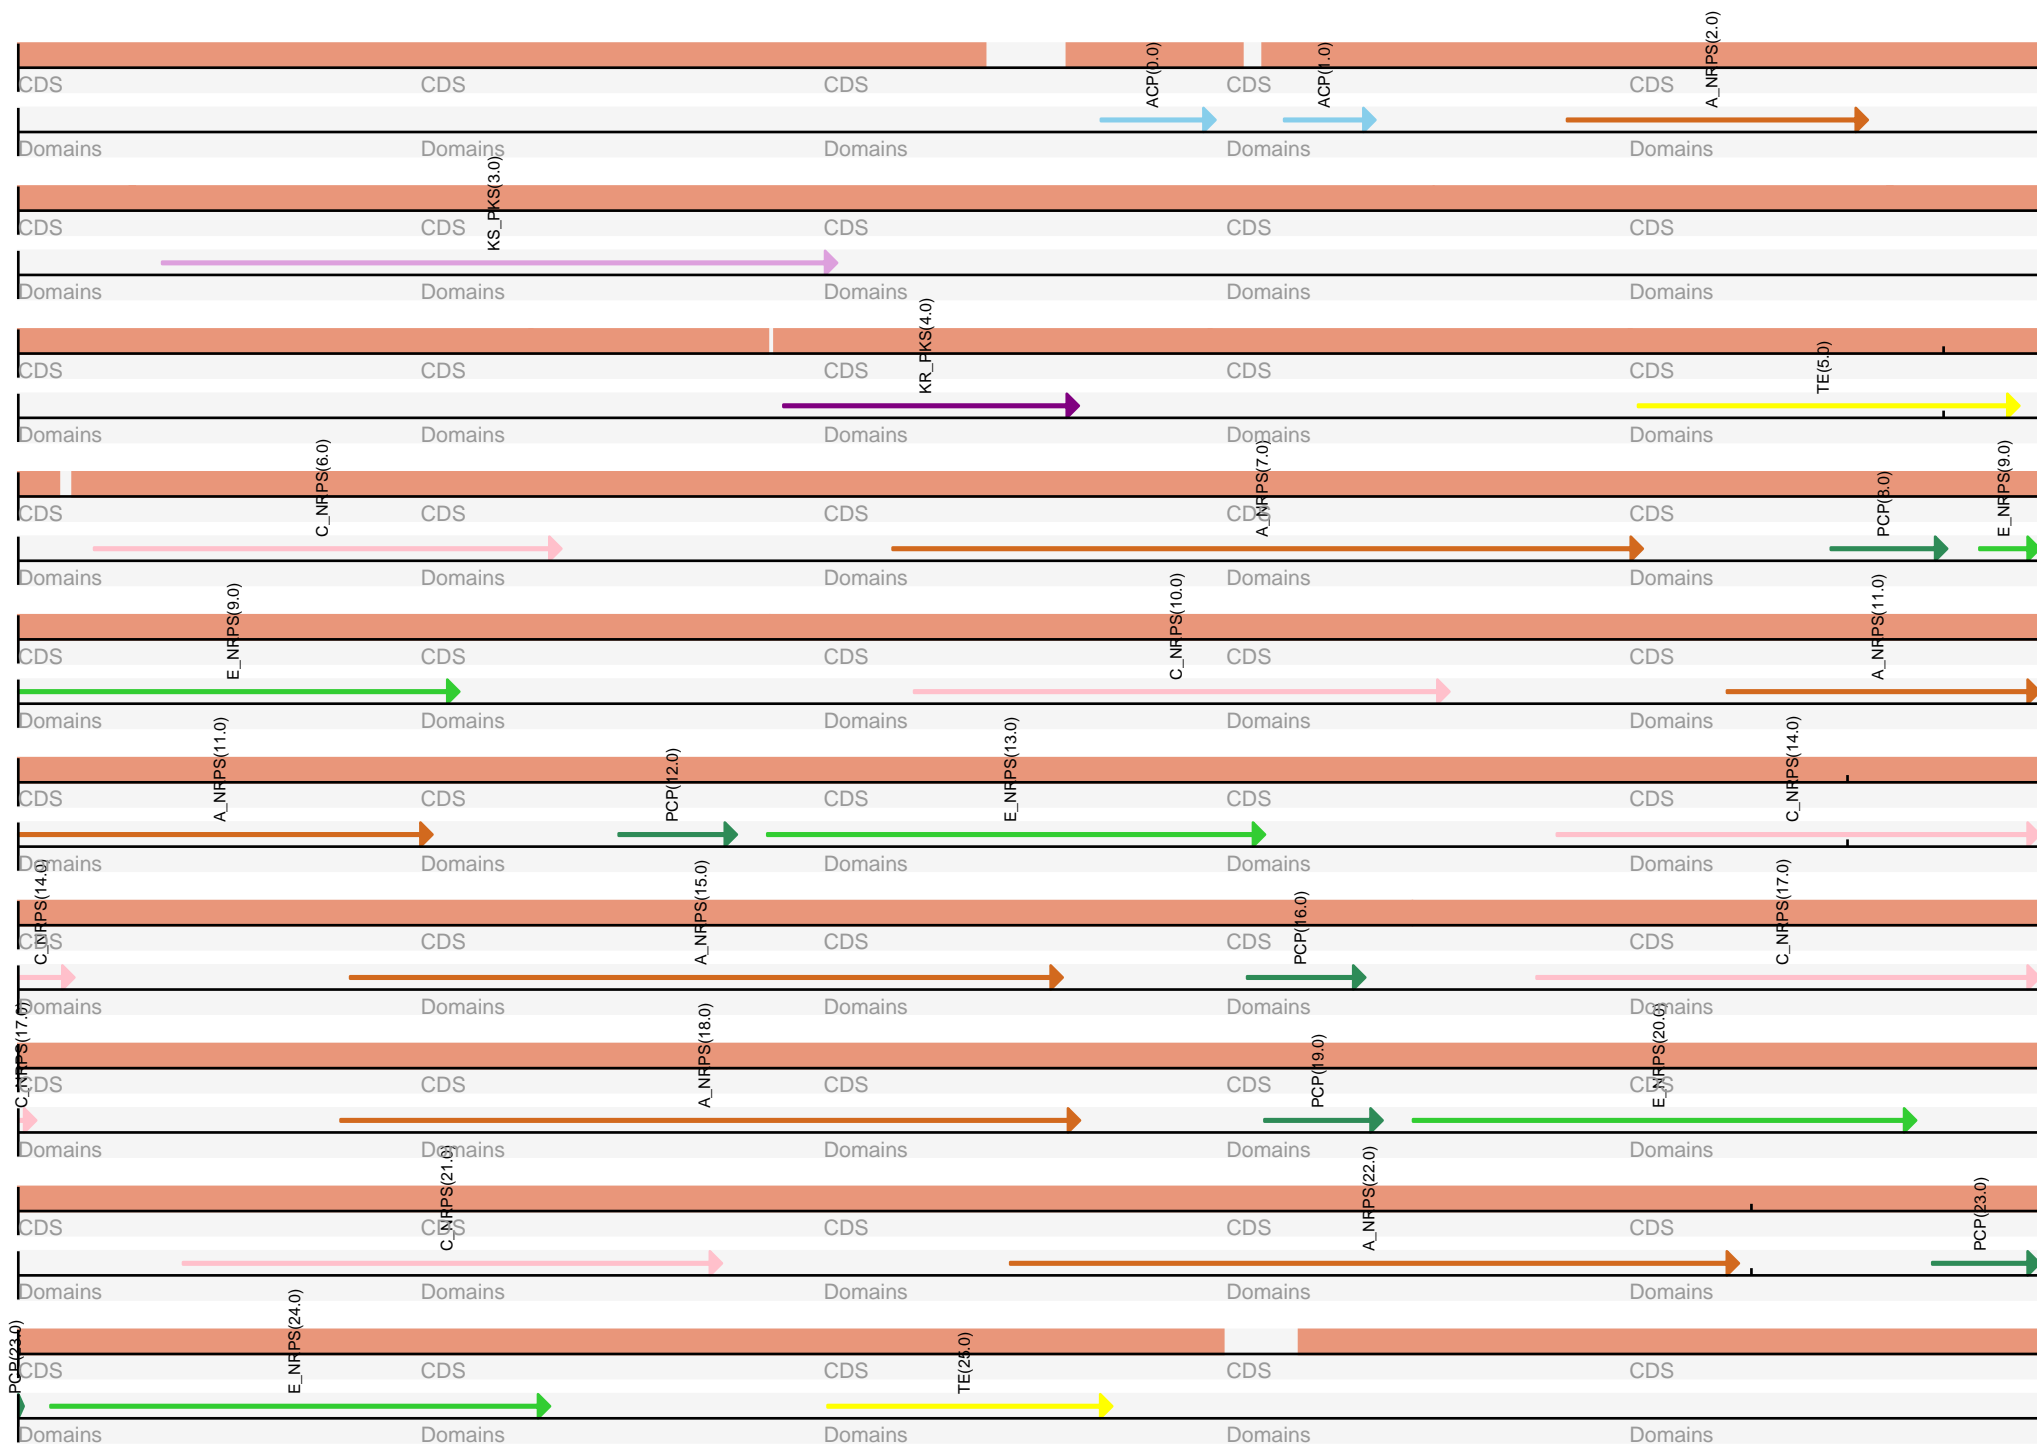 ACP(0.0) ACP(1.0) A_NRPS(2.0)
CDS CDS CDS CDS CDS
Domains Domains Domains Domains Domains
KS_PKS(3.0)
CDS CDS CDS CDS CDS
Domains Domains Domains Domains Domains
KR_PKS(4.0) TE(5.0)
CDS CDS CDS CDS CDS
Domains Domains Domains Domains Domains
C_NRPS(6.0) A_NRPS(7.0) PCP(8.0) E_NRPS(9.0)
CDS CDS CDS CDS CDS
Domains Domains Domains Domains Domains
E_NRPS(9.0) C_NRPS(10.0) A_NRPS(11.0)
CDS CDS CDS CDS CDS
Domains Domains Domains Domains Domains
A_NRPS(11.0) PCP(12.0) E_NRPS(13.0) C_NRPS(14.0)
CDS CDS CDS CDS CDS
Domains Domains Domains Domains Domains
C_NRPS(14.0) A_NRPS(15.0) PCP(16.0) C_NRPS(17.0)
CDS CDS CDS CDS CDS
Domains Domains Domains Domains Domains
C_NRPS(17.0) A_NRPS(18.0) PCP(19.0) E_NRPS(20.0)
CDS CDS CDS CDS CDS
Domains Domains Domains Domains Domains
C_NRPS(21.0) A_NRPS(22.0) PCP(23.0)
CDS CDS CDS CDS CDS
Domains Domains Domains Domains Domains
PCP(23.0) E_NRPS(24.0) TE(25.0)
CDS CDS CDS CDS CDS
Domains Domains Domains Domains Domains